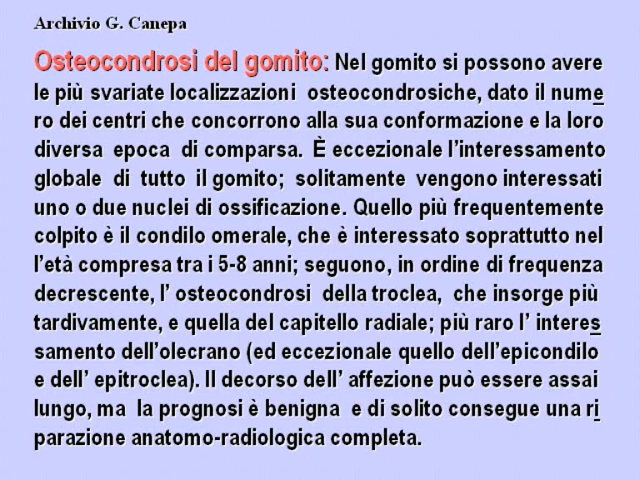 Archivio G. Canepa
Osteocondrosi del gomito: Nel gomito si possono avere
le più svariate localizzazioni osteocondrosiche, dato il nume
ro dei centri che concorrono alla sua conformazione e la loro
diversa epoca di comparsa. È eccezionale l'interessamento
globale di tutto il gomito; solitamente vengono interessati
uno o due nuclei di ossificazione. Quello più frequentemente
colpito è il condilo omerale, che è interessato soprattutto nel
l'età compresa tra i 5-8 anni; seguono, in ordine di frequenza
decrescente, l' osteocondrosi della troclea, che insorge più
tardivamente, e quella del capitello radiale; più raro l' interes
samento dell'olecrano (ed eccezionale quello dell'epicondilo
e dell' epitroclea). Il decorso dell' affezione può essere assai
lungo, ma la prognosi è benigna e di solito consegue una ri
parazione anatomo-radiologica completa.